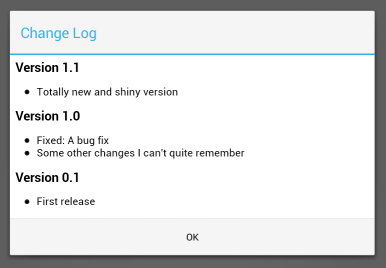 Change Log
Version 1.1
Totally new and shiny version
Version 1.0
Fixed: A bug fix
Some other changes I can't quite remember
Version 0.1
First release
OK